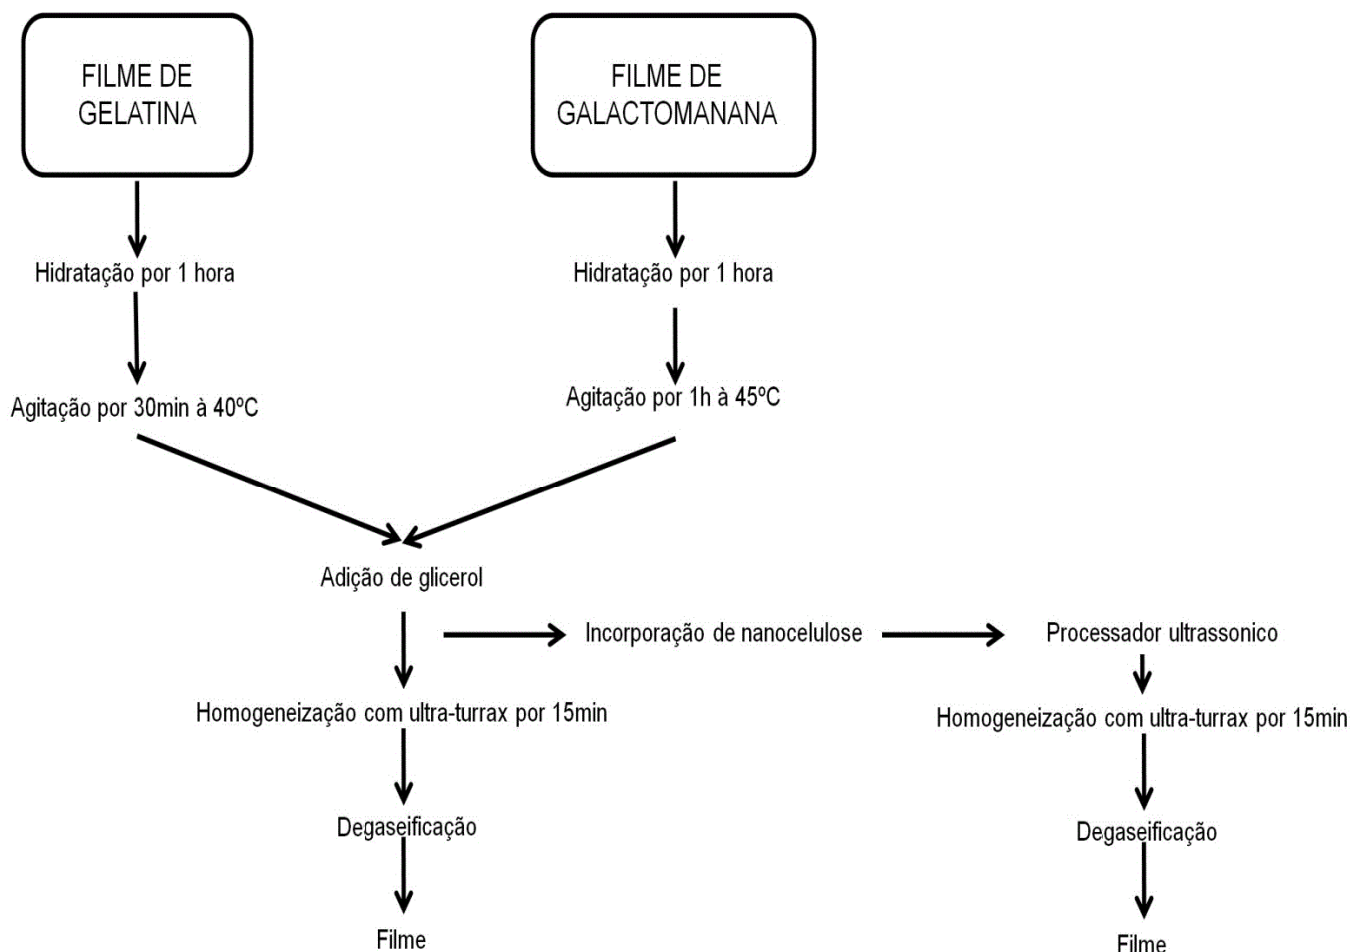 FILME DE
GELATINA
FILME DE
GALACTOMANANA
Hidratação por 1 hora
Hidratação por 1 hora
Agitação por 30min à 40ºC
Agitação por 1h à 45ºC
Adição de glicerol
Incorporação de nanocelulose
Processador ultrassonico
Homogeneização com ultra-turrax por 15min
Homogeneização com ultra-turrax por 15min
Degaseificação
Degaseificação
Filme
Filme